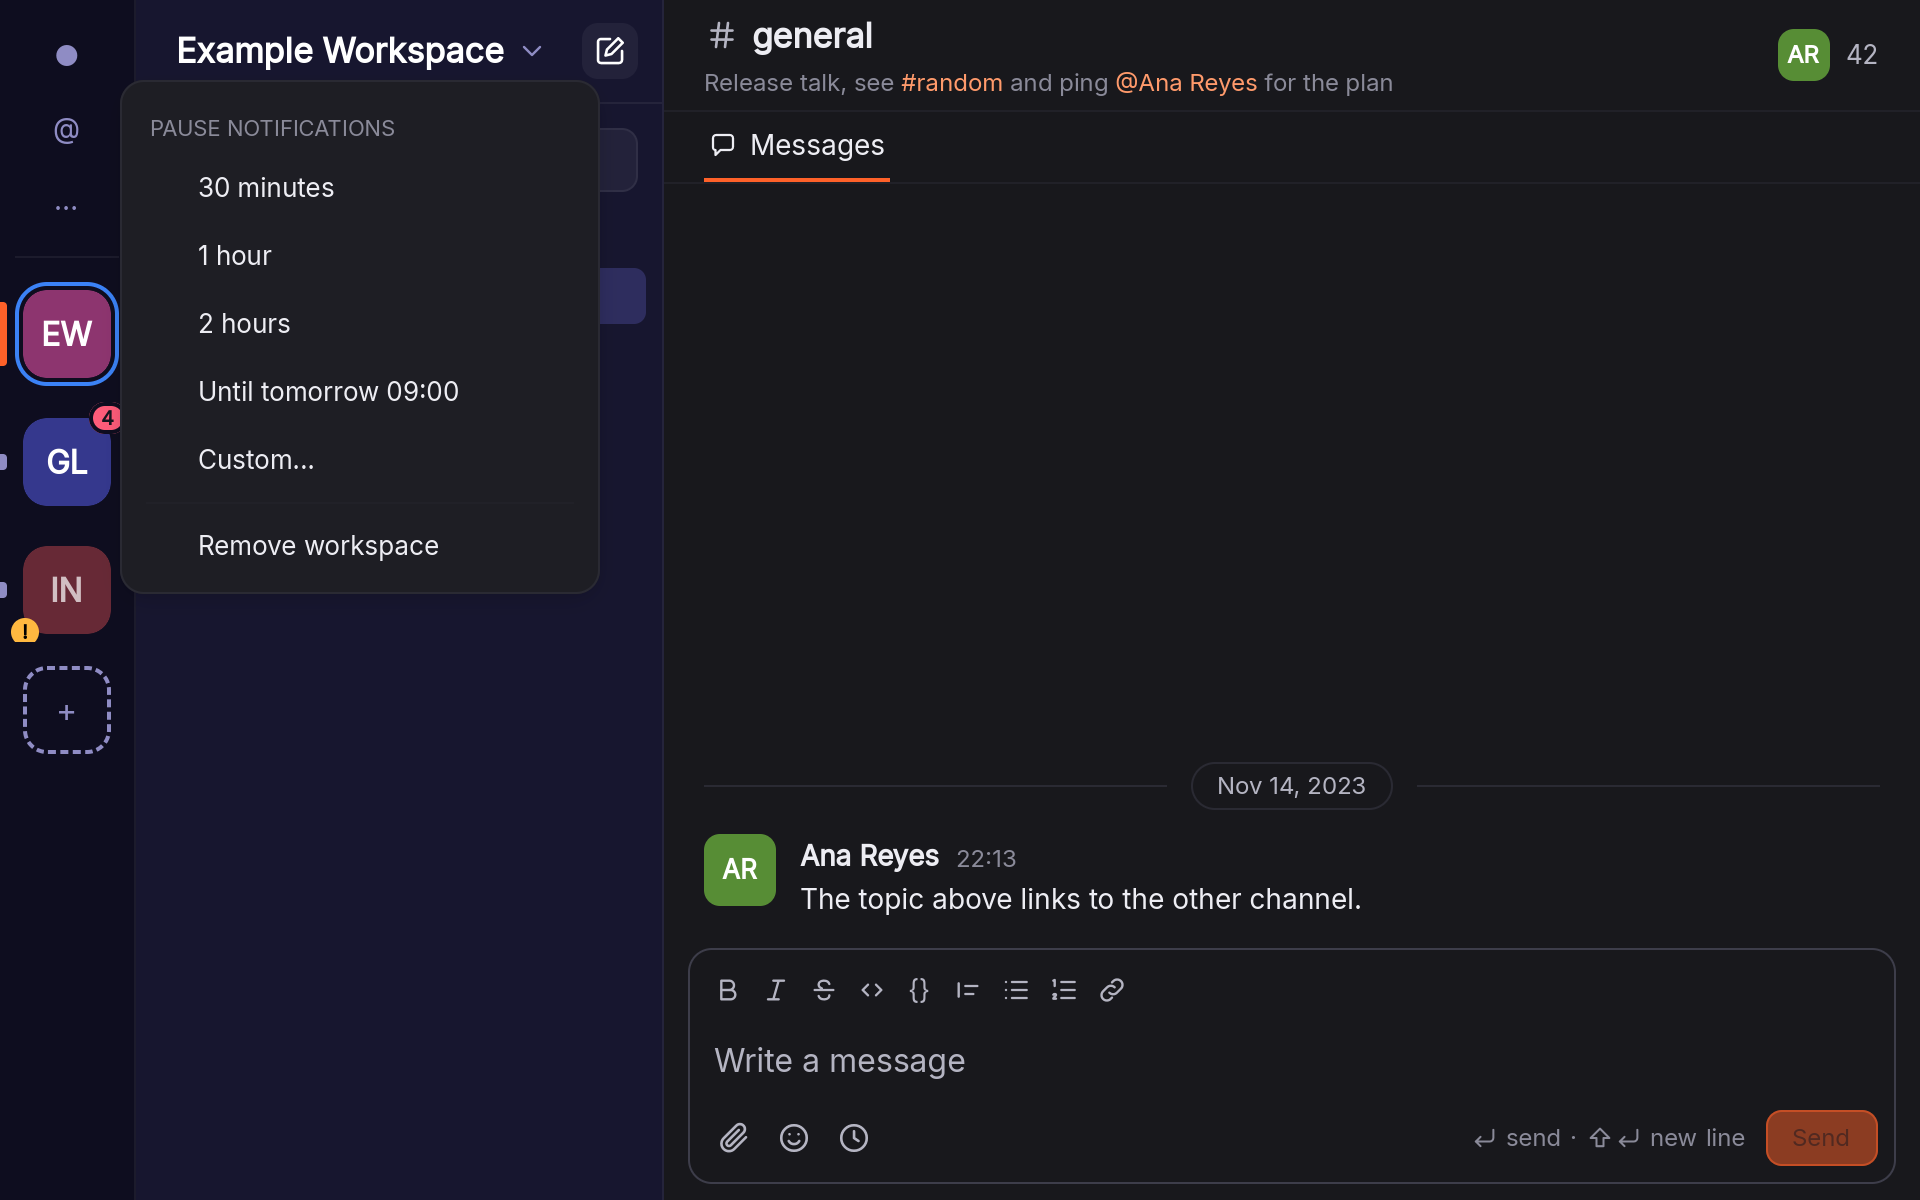 Example Workspace
@
...
PAUSE NOTIFICATIONS
30 minutes
1 hour
2 hours
Until tomorrow 09:00
Custom...
Remove workspace
EW
4
GL
IN
!
+
# general
Release talk, see #random and ping @Ana Reyes for the plan
AR 42
Messages
Nov 14, 2023
AR
Ana Reyes 22:13
The topic above links to the other channel.
Write a message
send · new line
Send